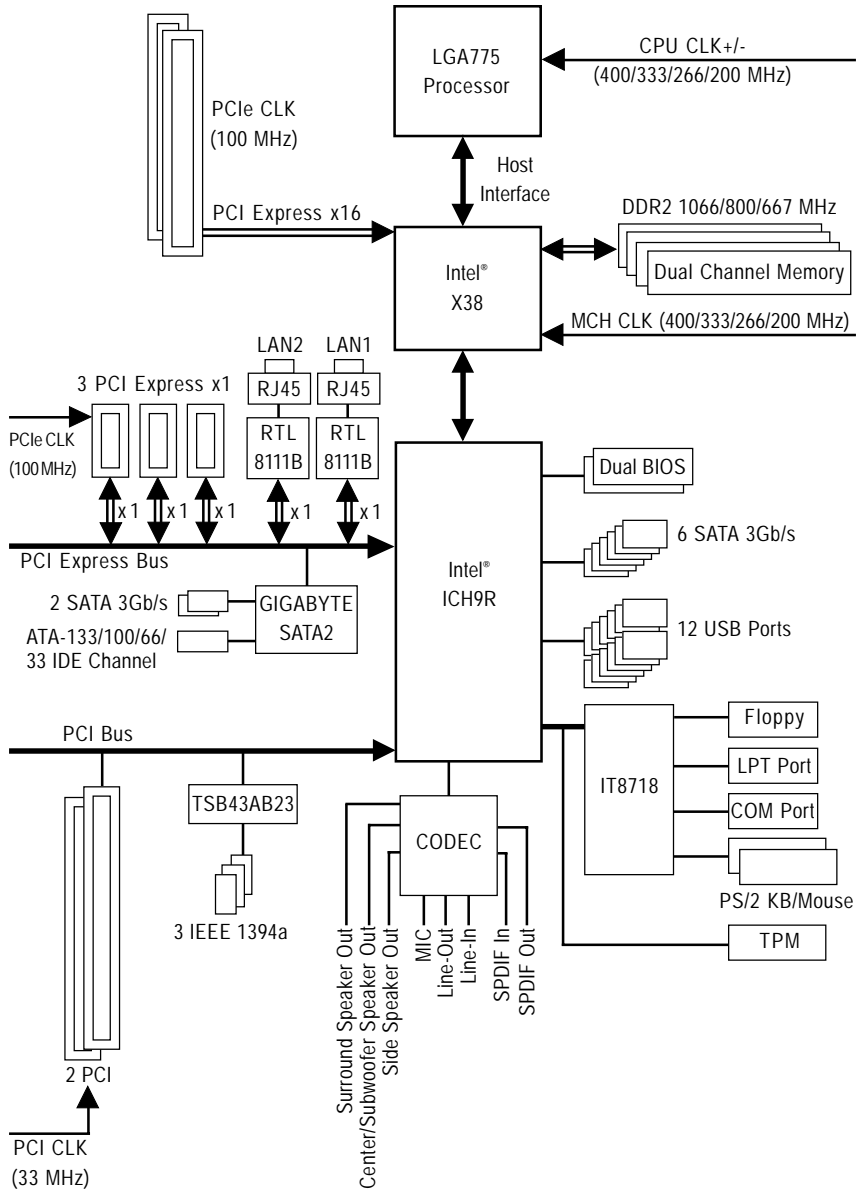 LGA775
Processor
CPU CLK+/-
(400/333/266/200 MHz)
PCIe CLK
(100 MHz)
Host
Interface
PCI Express x16
DDR2 1066/800/667 MHz
Intel®
X38
Dual Channel Memory
MCH CLK (400/333/266/200 MHz)
LAN2
LAN1
RJ45
RJ45
3 PCI Express x1
RTL
8111B
RTL
8111B
PCIe CLK
(100 MHz)
x 1
x 1
x 1
x 1
x 1
PCI Express Bus
Dual BIOS
6 SATA 3Gb/s
Intel®
ICH9R
2 SATA 3Gb/s
GIGABYTE
SATA2
ATA-133/100/66/
33 IDE Channel
12 USB Ports
PCI Bus
TSB43AB23
3 IEEE 1394a
IT8718
Floppy
LPT Port
COM Port
PS/2 KB/Mouse
TPM
CODEC
Surround Speaker Out
Center/Subwoofer Speaker Out
Side Speaker Out
MIC
Line-Out
Line-In
SPDIF In
SPDIF Out
2 PCI
PCI CLK
(33 MHz)